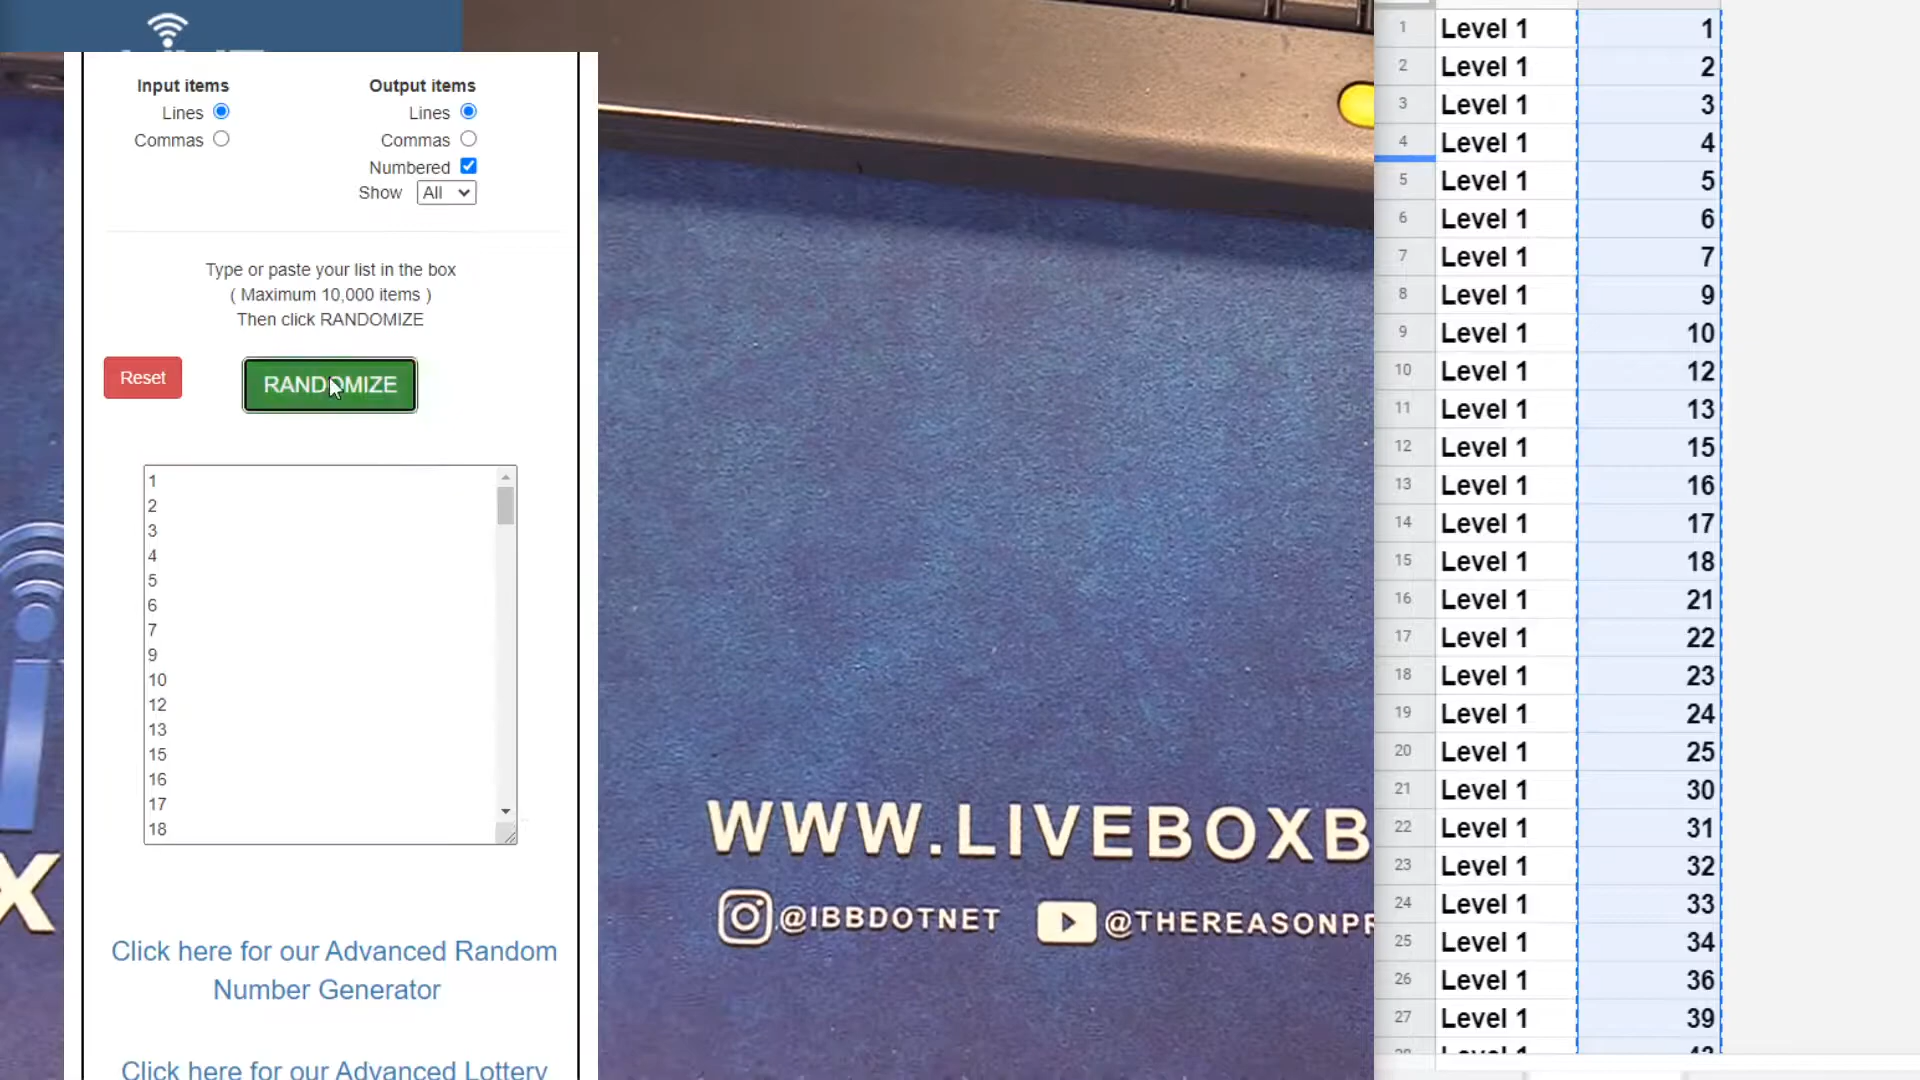 Input items
Lines
Commas
Output items
Lines
Commas
Numbered
Show All
Type or paste your list in the box
( Maximum 10,000 items )
Then click RANDOMIZE
Reset
RANDOMIZE
1
2
3
4
5
6
7
9
10
12
13
15
16
17
18
Click here for our Advanced Random
Number Generator
Click here for our Advanced Lottery
X
WWW.LIVEBOXB
@IBBDOTNET @THEREASONPR
1 Level 1 1
2 Level 1 2
3 Level 1 3
4 Level 1 4
5 Level 1 5
6 Level 1 6
7 Level 1 7
8 Level 1 9
9 Level 1 10
10 Level 1 12
11 Level 1 13
12 Level 1 15
13 Level 1 16
14 Level 1 17
15 Level 1 18
16 Level 1 21
17 Level 1 22
18 Level 1 23
19 Level 1 24
20 Level 1 25
21 Level 1 30
22 Level 1 31
23 Level 1 32
24 Level 1 33
25 Level 1 34
26 Level 1 36
27 Level 1 39